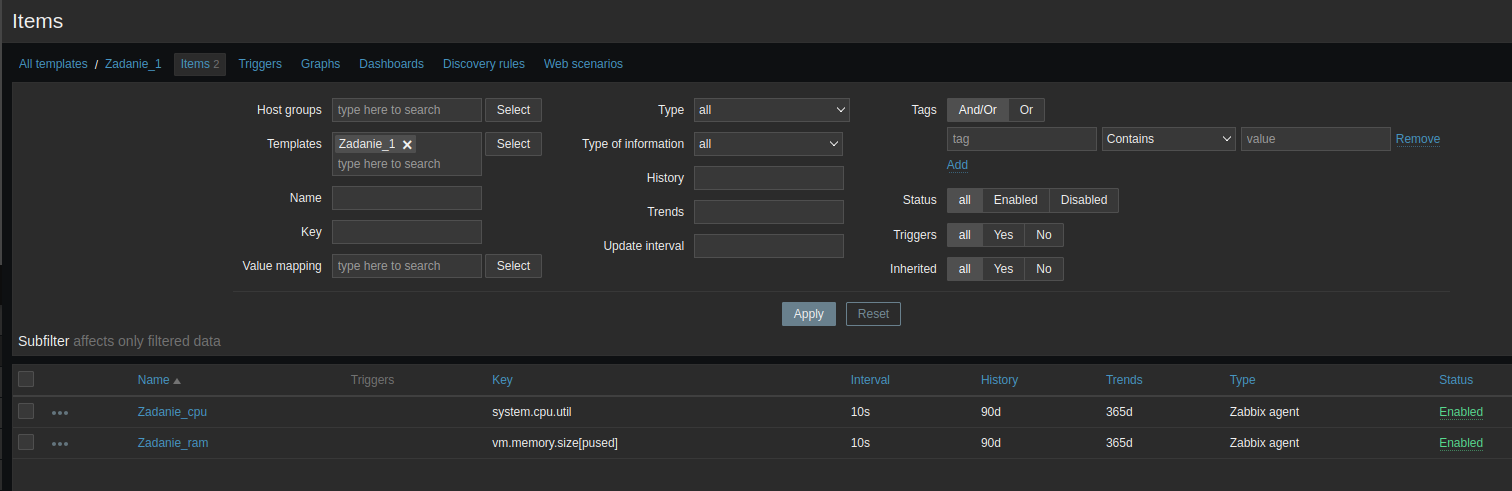 Items
All templates / Zadanie_1 Items 2 Triggers Graphs Dashboards Discovery rules Web scenarios
Host groups type here to search Select Type all Tags And/Or Or
tag Contains value Remove
Templates Zadanie_1 Select Type of information all
type here to search Add
History
Name Status all Enabled Disabled
Trends
Key Triggers all Yes No
Update interval
Value mapping type here to search Select Inherited all Yes No
Apply Reset
Subfilter affects only filtered data
Name Triggers Key Interval History Trends Type Status
Zadanie_cpu system.cpu.util 10s 90d 365d Zabbix agent Enabled
Zadanie_ram vm.memory.size[pused] 10s 90d 365d Zabbix agent Enabled